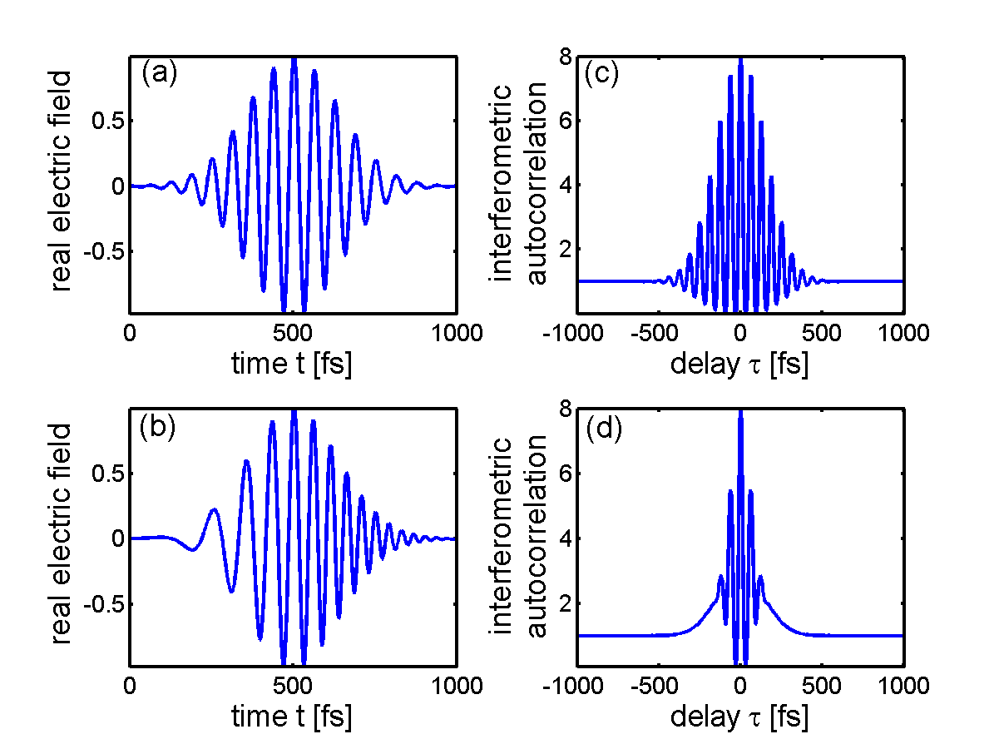 (a)
real electric field
0.5
0
-0.5
0
500
1000
time t [fs]
(c)
interferometric
autocorrelation
8
6
4
2
-1000
-500
0
500
1000
delay τ [fs]
(b)
real electric field
0.5
0
-0.5
0
500
1000
time t [fs]
(d)
interferometric
autocorrelation
8
6
4
2
-1000
-500
0
500
1000
delay τ [fs]